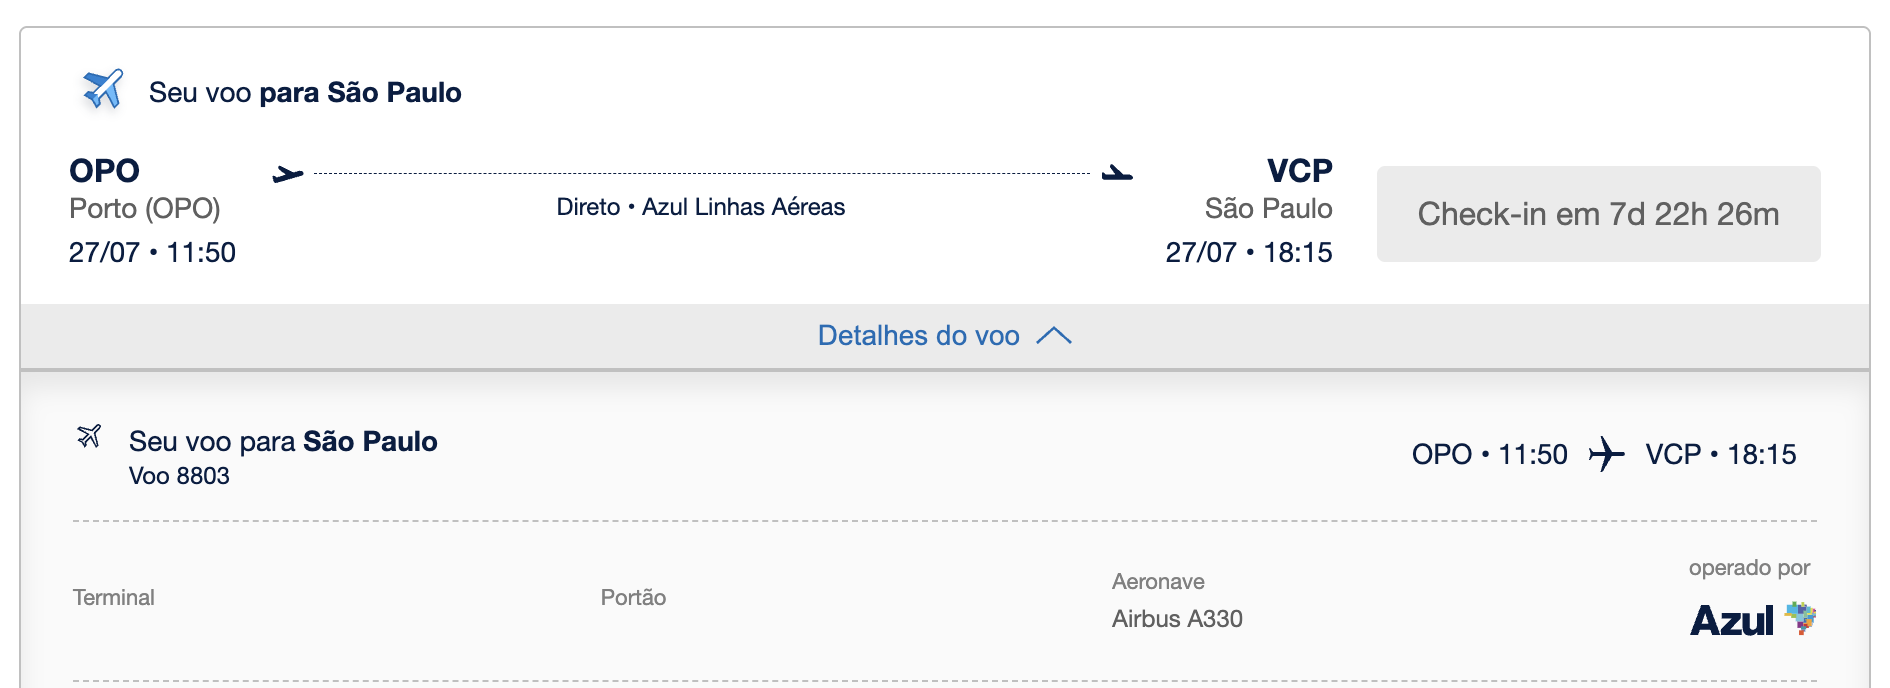 Seu voo para São Paulo
OPO
Porto (OPO)
27/07 • 11:50
Direto • Azul Linhas Aéreas
VCP
São Paulo
27/07 • 18:15
Check-in em 7d 22h 26m
Detalhes do voo
Seu voo para São Paulo
Voo 8803
OPO • 11:50 VCP • 18:15
Terminal
Portão
Aeronave
Airbus A330
operado por
Azul